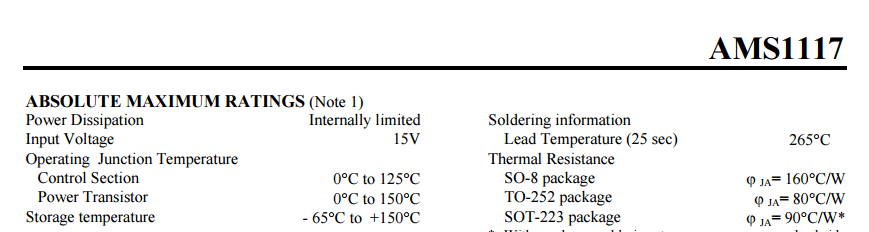 AMS1117
ABSOLUTE MAXIMUM RATINGS (Note 1)
Power Dissipation Internally limited
Input Voltage 15V
Operating Junction Temperature
Control Section 0°C to 125°C
Power Transistor 0°C to 150°C
Storage temperature - 65°C to +150°C
Soldering information
Lead Temperature (25 sec) 265°C
Thermal Resistance
SO-8 package φ JA= 160°C/W
TO-252 package φ JA= 80°C/W
SOT-223 package φ JA= 90°C/W*